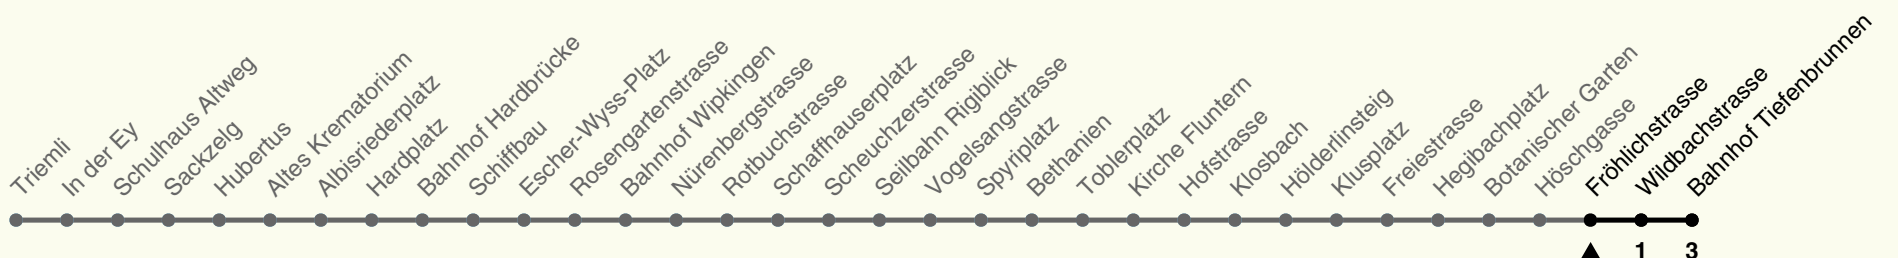 Triemli
In der Ey
Schulhaus Altweg
Sackzelg
Hubertus
Altes Krematorium
Albisriederplatz
Hardplatz
Bahnhof Hardbrücke
Schiffbau
Escher-Wyss-Platz
Rosengartenstrasse
Bahnhof Wipkingen
Nürenbergstrasse
Rotbuchstrasse
Schaffhauserplatz
Scheuchzerstrasse
Seilbahn Rigiblick
Vogelsangstrasse
Spyriplatz
Bethanien
Toblerplatz
Kirche Fluntern
Hofstrasse
Klosbach
Hölderlinsteig
Klusplatz
Freiestrasse
Hegibachplatz
Botanischer Garten
Höschgasse
Fröhlichstrasse
Wildbachstrasse
Bahnhof Tiefenbrunnen
1 3